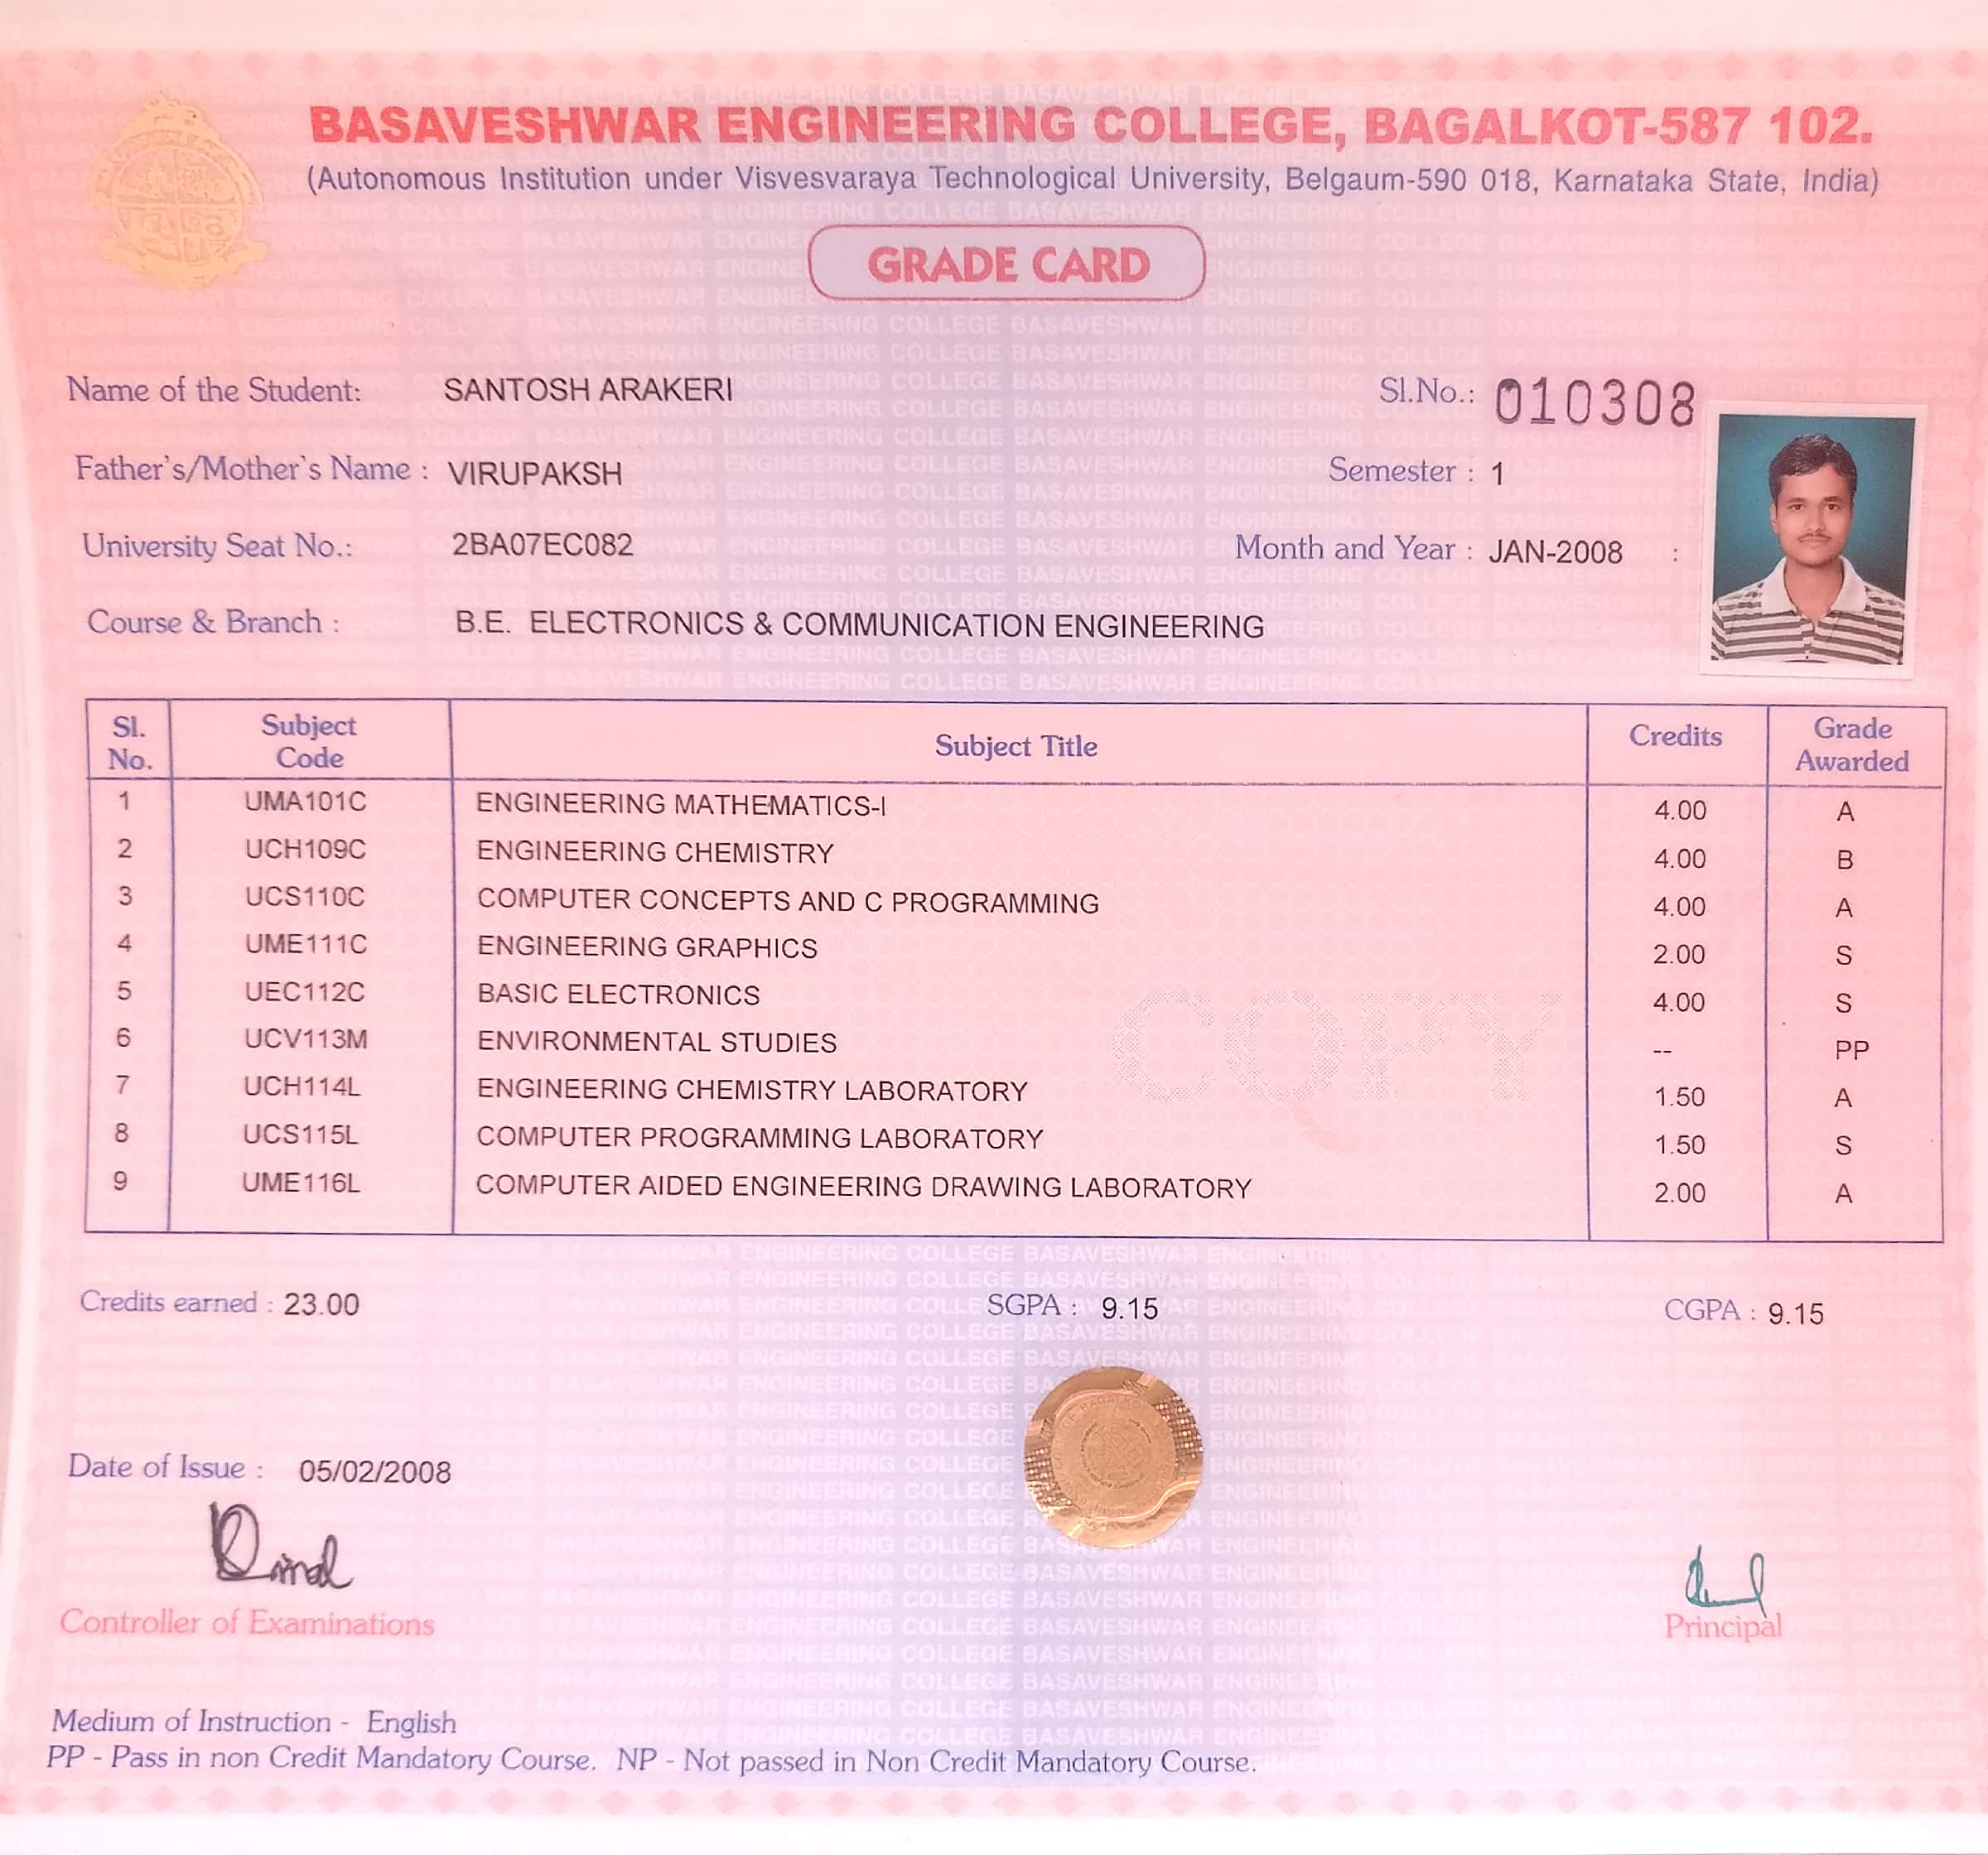 BASAVESHWAR ENGINEERING COLLEGE, BAGALKOT-587 102.
(Autonomous Institution under Visvesvaraya Technological University, Belgaum-590 018, Karnataka State, India)
GRADE CARD
Name of the Student: SANTOSH ARAKERI Sl.No.: 010308
Father's/Mother's Name : VIRUPAKSH Semester : 1
University Seat No.: 2BA07EC082 Month and Year : JAN-2008 :
Course & Branch : B.E. ELECTRONICS & COMMUNICATION ENGINEERING
Sl. No. Subject Code Subject Title Credits Grade Awarded
1 UMA101C ENGINEERING MATHEMATICS-I 4.00 A
2 UCH109C ENGINEERING CHEMISTRY 4.00 B
3 UCS110C COMPUTER CONCEPTS AND C PROGRAMMING 4.00 A
4 UME111C ENGINEERING GRAPHICS 2.00 S
5 UEC112C BASIC ELECTRONICS 4.00 S
6 UCV113M ENVIRONMENTAL STUDIES -- PP
7 UCH114L ENGINEERING CHEMISTRY LABORATORY 1.50 A
8 UCS115L COMPUTER PROGRAMMING LABORATORY 1.50 S
9 UME116L COMPUTER AIDED ENGINEERING DRAWING LABORATORY 2.00 A
COPY
Credits earned : 23.00 SGPA : 9.15 CGPA : 9.15
Date of Issue : 05/02/2008
Controller of Examinations Principal
Medium of Instruction - English
PP - Pass in non Credit Mandatory Course. NP - Not passed in Non Credit Mandatory Course.